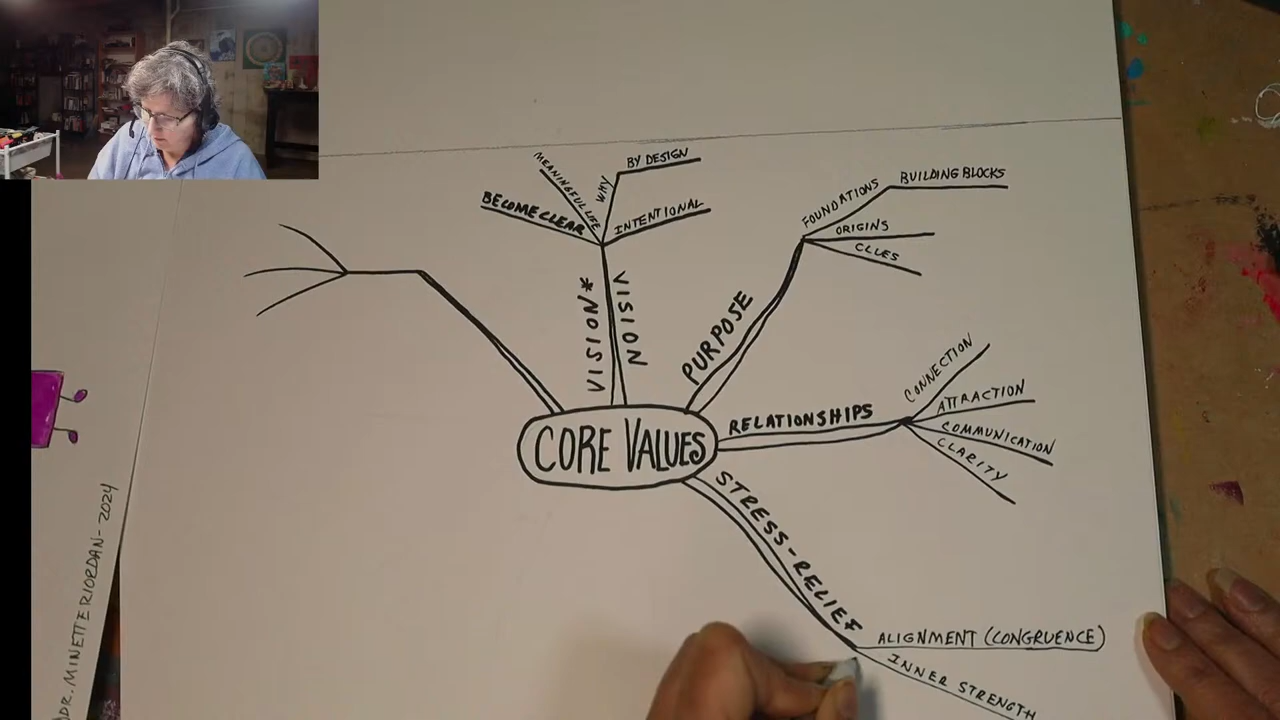 BY DESIGN
MEANINGFUL LIFE
WHY
BECOME CLEAR
INTENTIONAL
VISION*
VISION
FOUNDATIONS
BUILDING BLOCKS
ORIGINS
CLUES
PURPOSE
CONNECTION
ATTRACTION
COMMUNICATION
CLARITY
RELATIONSHIPS
CORE VALUES
STRESS-RELIEF
ALIGNMENT (CONGRUENCE)
INNER STRENGTH
DR. MINETTE RIORDAN-2024